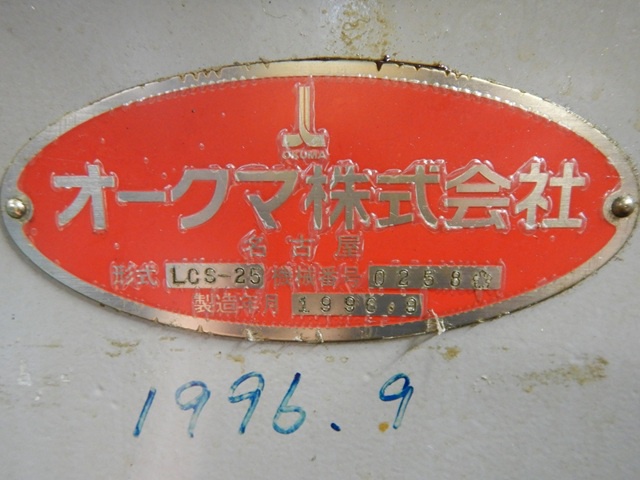 OKUMA
オークマ株式会社
名古屋
形式 LCS-25 機械番号 0258
製造年月 1996.9
1996.9